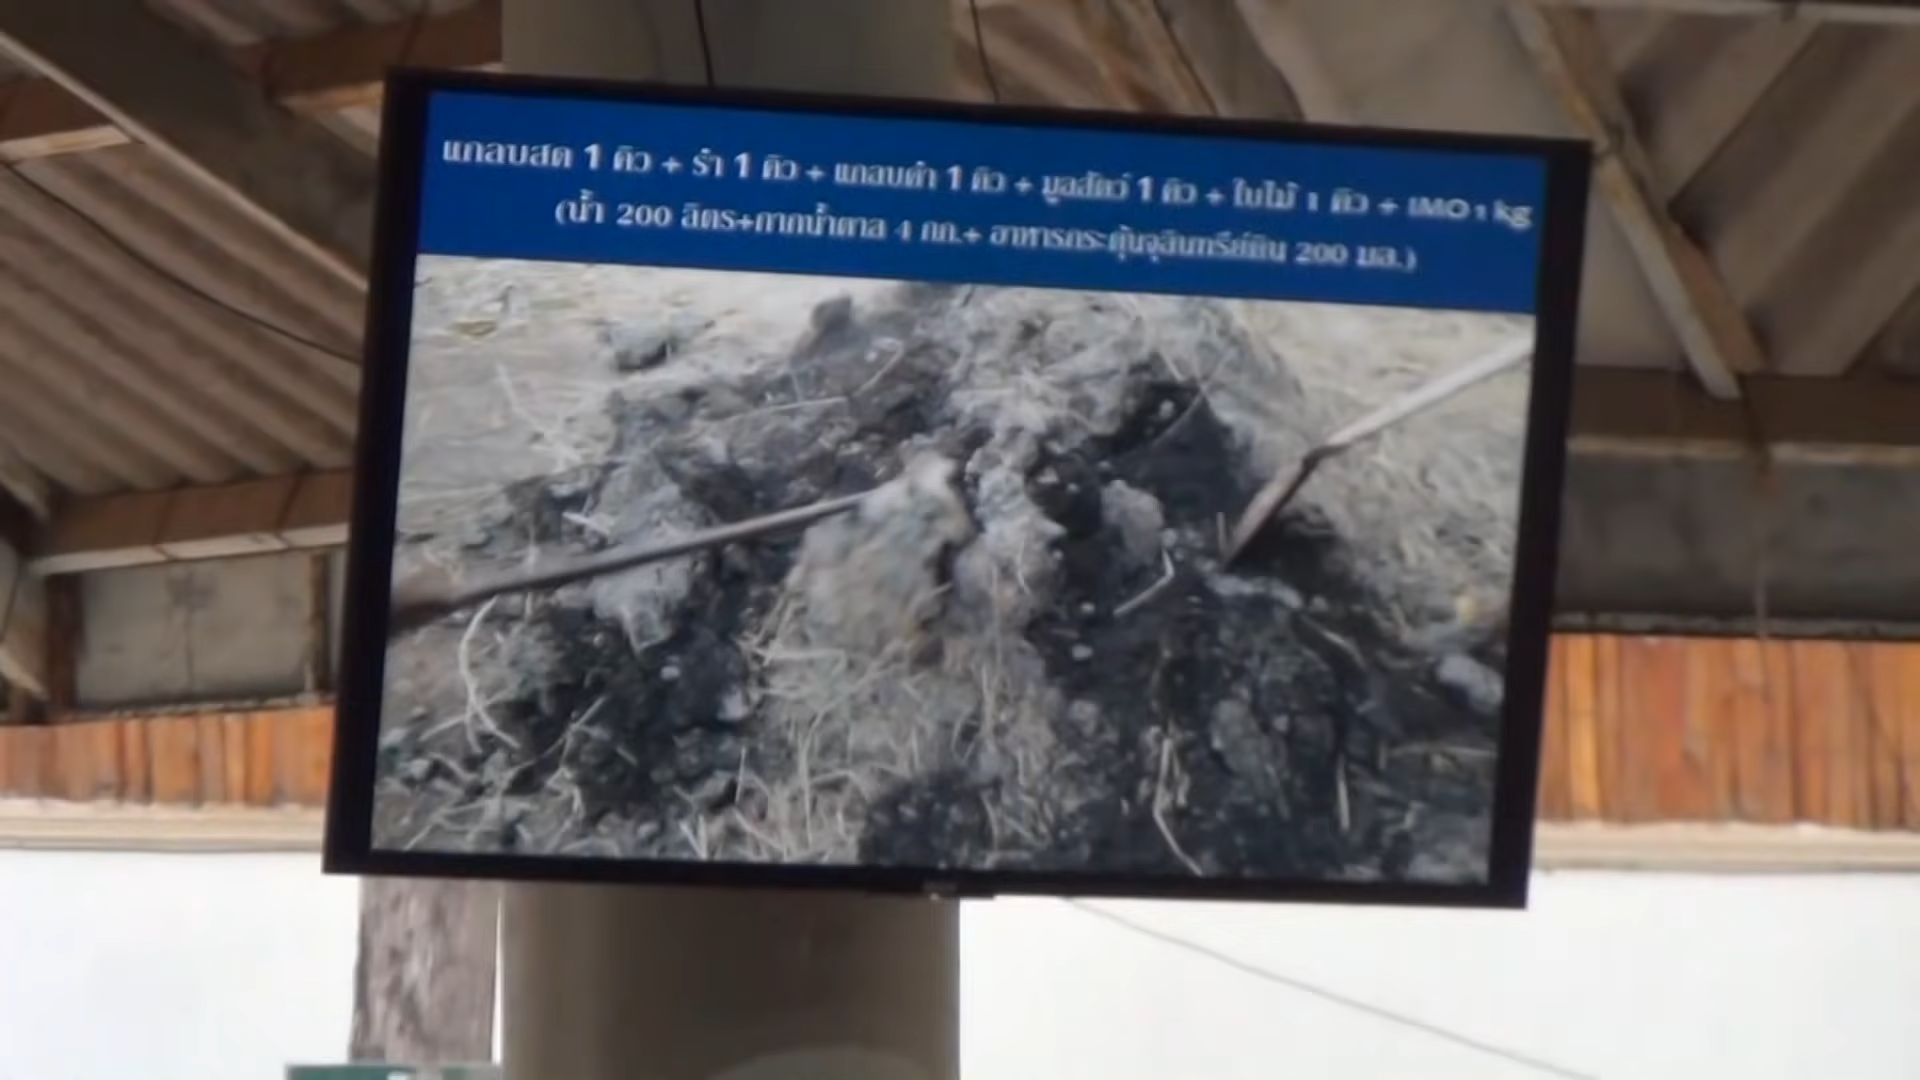 แกลบสด 1 คิว + รำ 1 คิว + แกลบดำ 1 คิว + มูลสัตว์ 1 คิว + ใบไม้ 1 คิว + IMO 1 kg
(น้ำ 200 ลิตร+กากน้ำตาล 4 กก.+ อาหารกระตุ้นจุลินทรีย์ดิน 200 มล.)